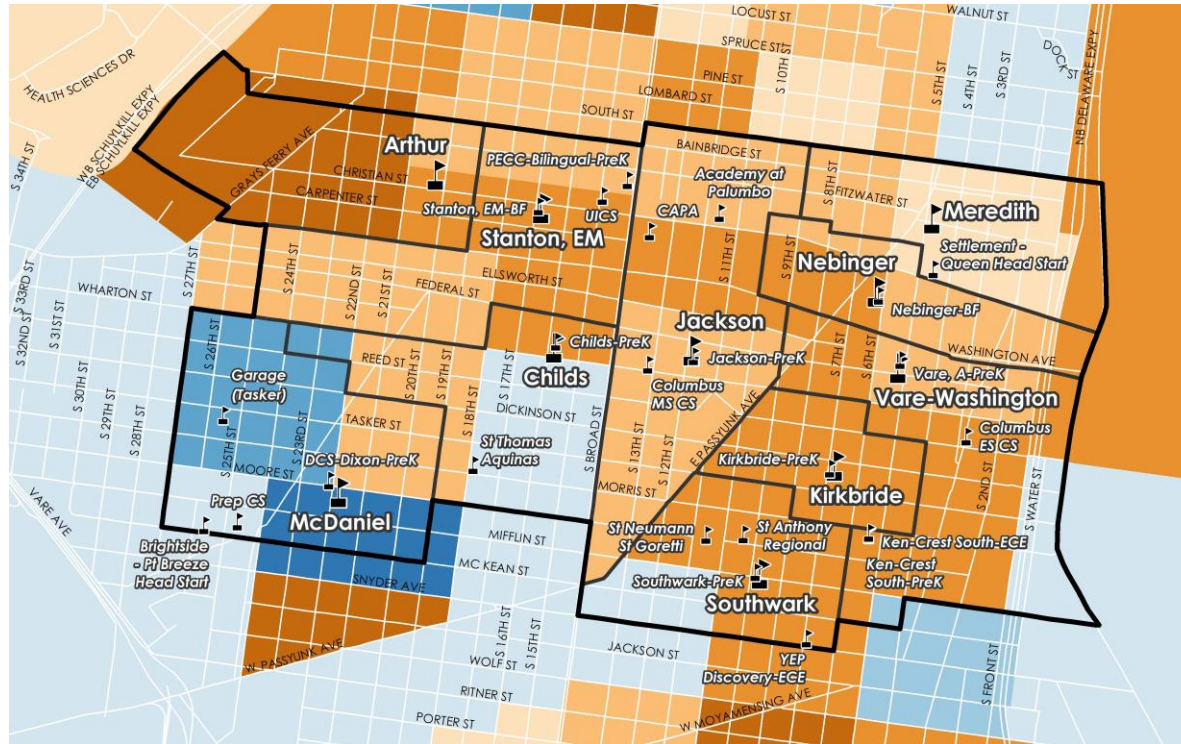 LOCUST ST
WALNUT ST
SPRUCE ST
S 10TH ST
DOCK ST
HEALTH SCIENCES DR
PINE ST
LOMBARD ST
S 5TH ST
S 4TH ST
S 3RD ST
NB DELAWARE EXPY
SOUTH ST
WB SCHUYLKILL EXPY
EB SCHUYLKILL EXPY
S 34TH ST
GRAYS FERRY AVE
Arthur
PECC-Bilingual-PreK
BAINBRIDGE ST
S 8TH ST
FITZWATER ST
CHRISTIAN ST
CARPENTER ST
Academy at
Palumbo
Stanton, EM-BF
UICS
CAPA
Meredith
Stanton, EM
Settlement -
Queen Head Start
S 33RD ST
S 27TH ST
S 24TH ST
ELLSWORTH ST
S 11TH ST
S 9TH ST
Nebinger
Nebinger-BF
WHARTON ST
S 32ND ST
S 31ST ST
S 22ND ST
S 21ST ST
FEDERAL ST
Jackson
Jackson-PreK
S 7TH ST
S 6TH ST
WASHINGTON AVE
S 26TH ST
REED ST
S 20TH ST
S 19TH ST
Childs-PreK
Childs
S 17TH ST
Columbus
MS CS
Vare, A-PreK
Vare-Washington
S 30TH ST
S 29TH ST
S 28TH ST
Garage
(Tasker)
TASKER ST
S 18TH ST
DICKINSON ST
S BROAD ST
S 13TH ST
S 12TH ST
E PASSYUNK AVE
Columbus
ES CS
S 25TH ST
S 23RD ST
St Thomas
Aquinas
MOORE ST
DCS-Dixon-PreK
Kirkbride-PreK
Kirkbride
MORRIS ST
S 2ND ST
S WATER ST
VARE AVE
Prep CS
McDaniel
Brightside
- Pt Breeze
Head Start
MIFFLIN ST
St Neumann
St Goretti
St Anthony
Regional
Ken-Crest South-ECE
Ken-Crest
South-PreK
MC KEAN ST
SNYDER AVE
Southwark-PreK
Southwark
S 16TH ST
S 15TH ST
W PASSYUNK AVE
WOLF ST
JACKSON ST
YEP
Discovery-ECE
S FRONT ST
RITNER ST
PORTER ST
W MOYAMENSING AVE